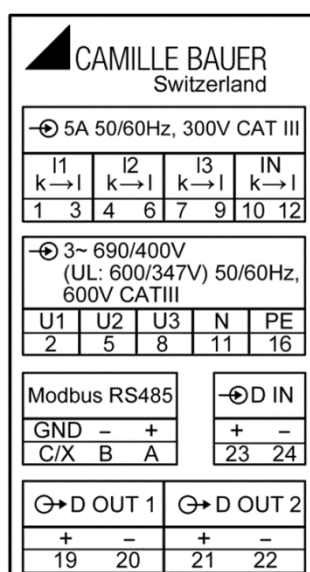 CAMILLE BAUER
Switzerland
5A 50/60Hz, 300V CAT III
I1 I2 I3 IN
k→l k→l k→l k→l
1 3 4 6 7 9 10 12
3~ 690/400V
(UL: 600/347V) 50/60Hz,
600V CATIII
U1 U2 U3 N PE
2 5 8 11 16
Modbus RS485
GND – +
C/X B A
D IN
+ –
23 24
D OUT 1 D OUT 2
+ – + –
19 20 21 22